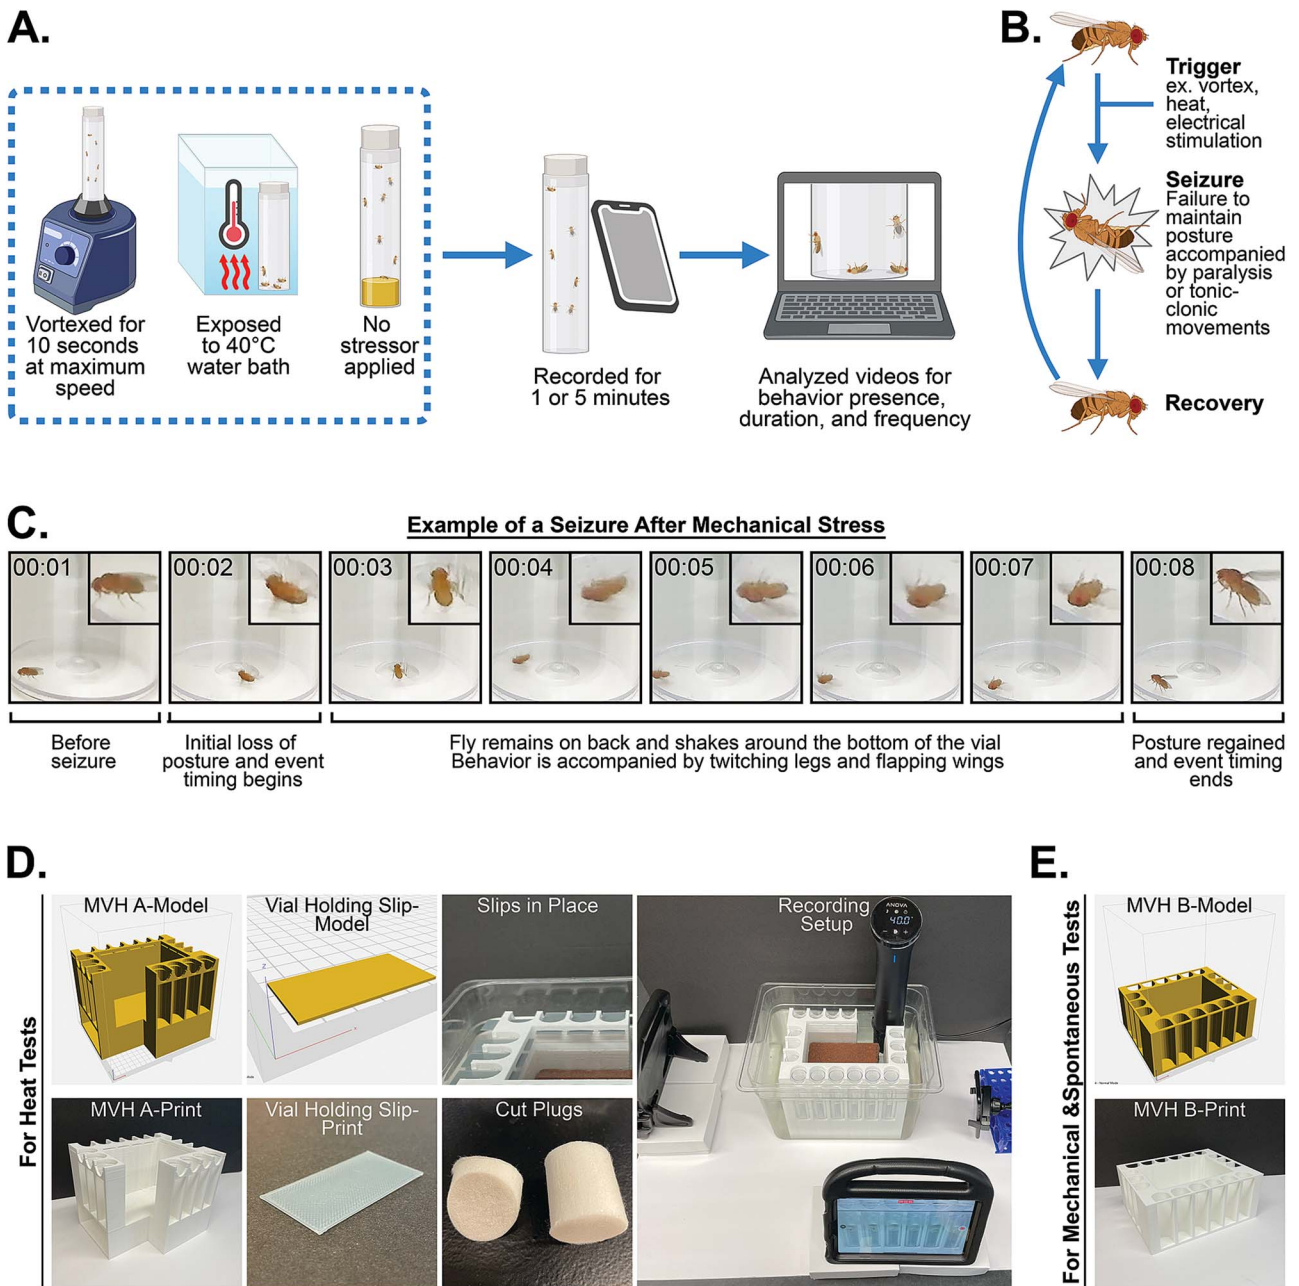 A.
Vortexed for
10 seconds
at maximum
speed
Exposed
to 40°C
water bath
No
stressor
applied
Recorded for
1 or 5 minutes
Analyzed videos for
behavior presence,
duration, and frequency
B.
Trigger
ex. vortex,
heat,
electrical
stimulation
Seizure
Failure to
maintain
posture
accompanied
by paralysis
or tonic-
clonic
movements
Recovery
C.
Example of a Seizure After Mechanical Stress
00:01
00:02
00:03
00:04
00:05
00:06
00:07
00:08
Before
seizure
Initial loss of
posture and event
timing begins
Fly remains on back and shakes around the bottom of the vial
Behavior is accompanied by twitching legs and flapping wings
Posture regained
and event timing
ends
D.
For Heat Tests
MVH A-Model
Vial Holding Slip-
Model
Slips in Place
Recording
Setup
ANOVA
40.0
MVH A-Print
Vial Holding Slip-
Print
Cut Plugs
E.
For Mechanical &Spontaneous Tests
MVH B-Model
MVH B-Print